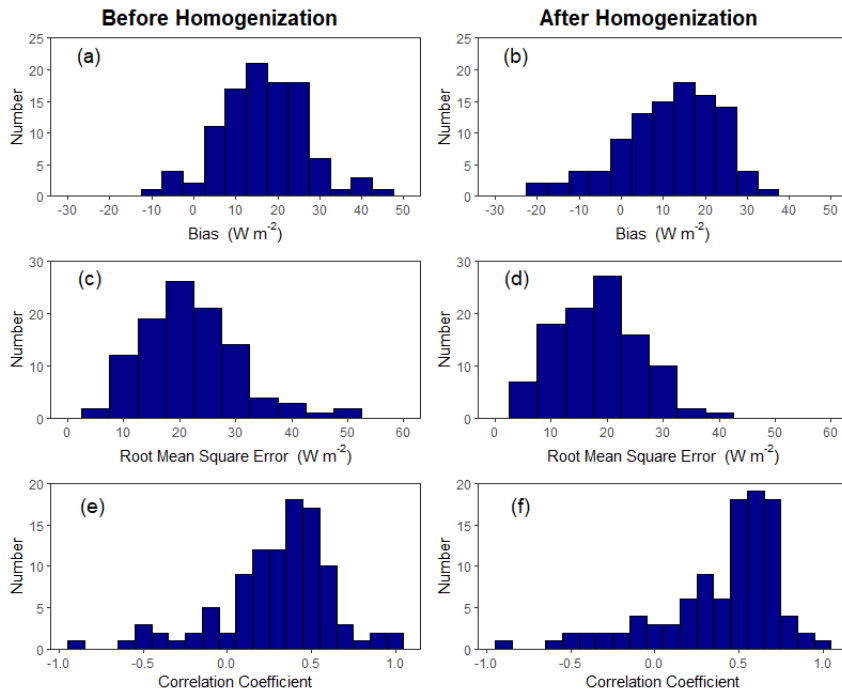 Before Homogenization
After Homogenization
(a)
25
20
15
10
5
0
Number
-30 -20 -10 0 10 20 30 40 50
Bias (W m-2)
(b)
25
20
15
10
5
0
Number
-30 -20 -10 0 10 20 30 40 50
Bias (W m-2)
(c)
30
20
10
0
Number
0 10 20 30 40 50 60
Root Mean Square Error (W m-2)
(d)
30
20
10
0
Number
0 10 20 30 40 50 60
Root Mean Square Error (W m-2)
(e)
20
15
10
5
0
Number
-1.0 -0.5 0.0 0.5 1.0
Correlation Coefficient
(f)
20
15
10
5
0
Number
-1.0 -0.5 0.0 0.5 1.0
Correlation Coefficient